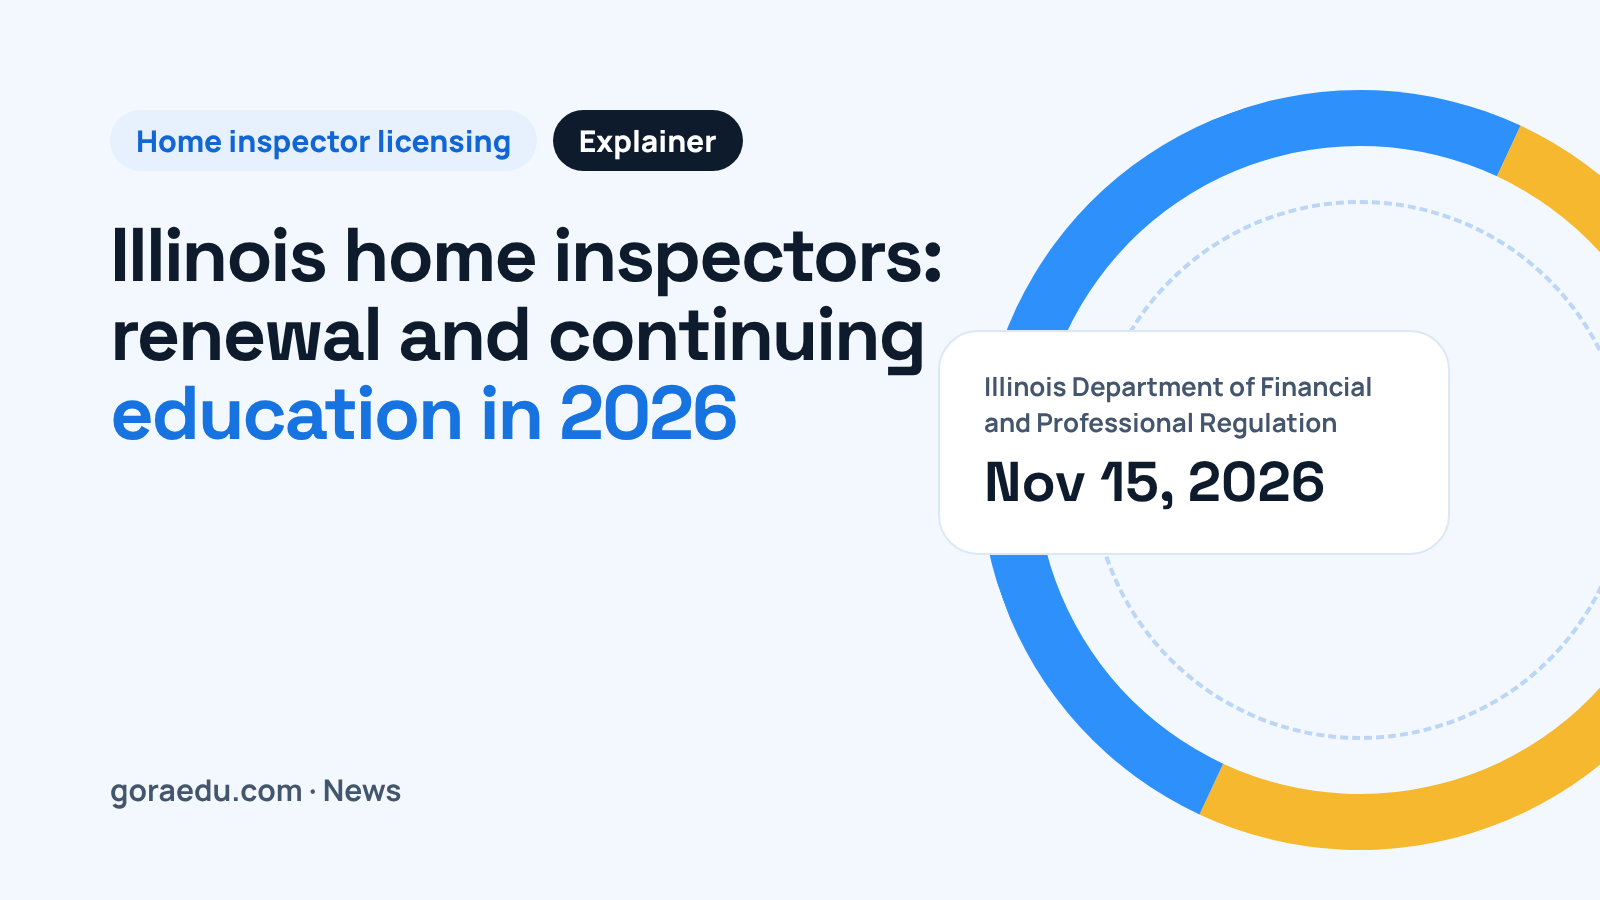 Home inspector licensing
Explainer
Illinois home inspectors:
renewal and continuing
education in 2026
Illinois Department of Financial
and Professional Regulation
Nov 15, 2026
goraedu.com · News